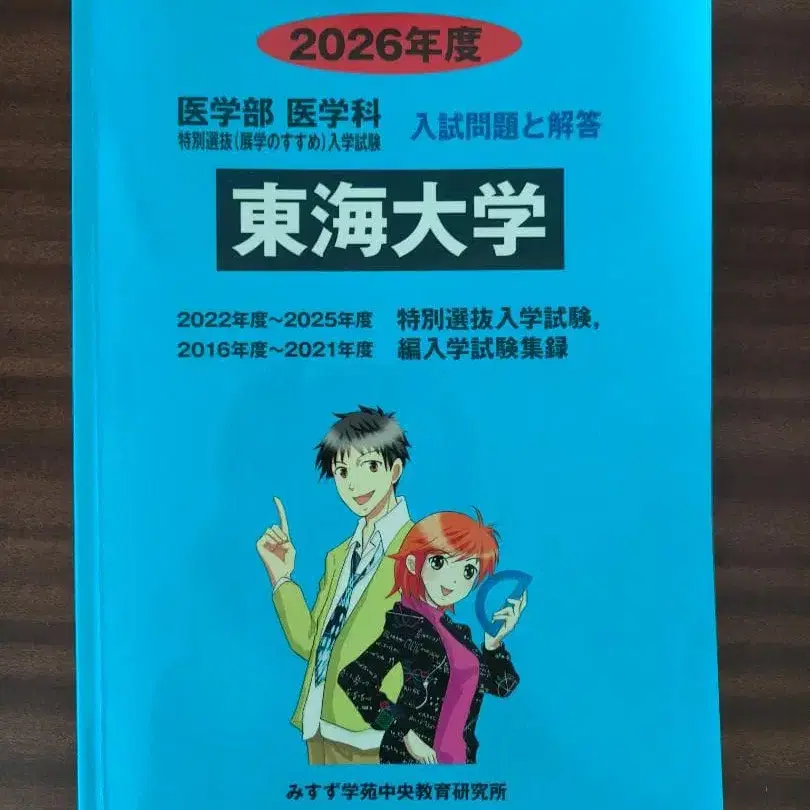 2026年度
医学部 医学科
特別選抜(展学のすすめ)入学試験
入試問題と解答
東海大学
2022年度~2025年度 特別選抜入学試験,
2016年度~2021年度 編入学試験集録
みすず学苑中央教育研究所